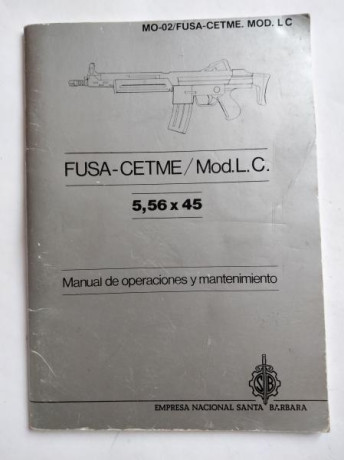 MO-02/FUSA-CETME. MOD. L C
FUSA-CETME/Mod.L.C.
5,56 x 45
Manual de operaciones y mantenimiento
SB
EMPRESA NACIONAL SANTA BARBARA